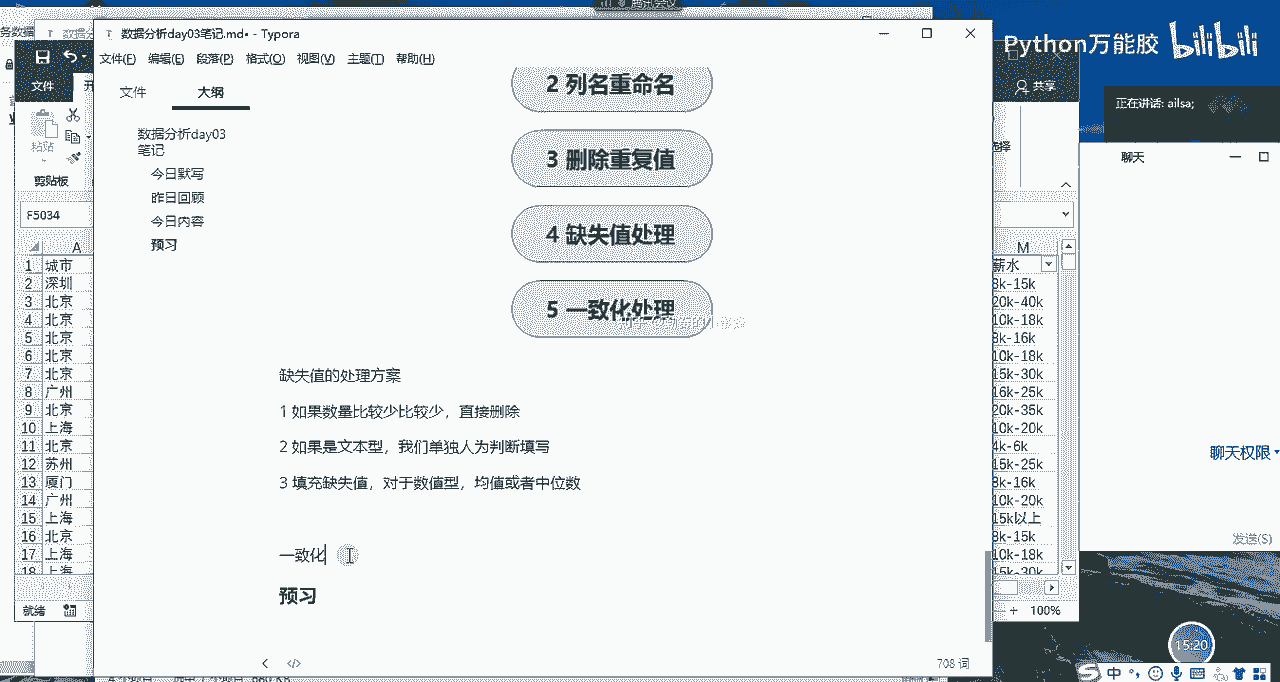 腾讯会议
务数据
数据分
数据分析day03笔记.md• - Typora
Python万能胶 bilibili
文件(F) 编辑(E) 段落(P) 格式(O) 视图(V) 主题(T) 帮助(H)
文件
开
共享
正在讲话: ailsa;
文件 大纲
2 列名重命名
粘贴
剪贴板
数据分析day03
笔记
今日默写
昨日回顾
今日内容
预习
3 删除重复值
4 缺失值处理
5 一致化处理
选择
聊天
F5034
A
M
1 城市
2 深圳
3 北京
4 北京
5 北京
6 北京
7 北京
8 广州
9 北京
10 上海
11 北京
12 苏州
13 厦门
14 广州
15 上海
16 北京
17 上海
18 上海
薪水
8k-15k
20k-40k
10k-18k
8k-16k
10k-18k
15k-30k
16k-25k
20k-35k
10k-20k
4k-6k
15k-25k
8k-16k
10k-20k
15k以上
8k-15k
10k-18k
15k-30k
缺失值的处理方案
1 如果数量比较少比较少，直接删除
2 如果是文本型，我们单独人为判断填写
3 填充缺失值，对于数值型，均值或者中位数
一致化
预习
聊天权限
发送(S)
就绪
100%
708 词
15:20
中